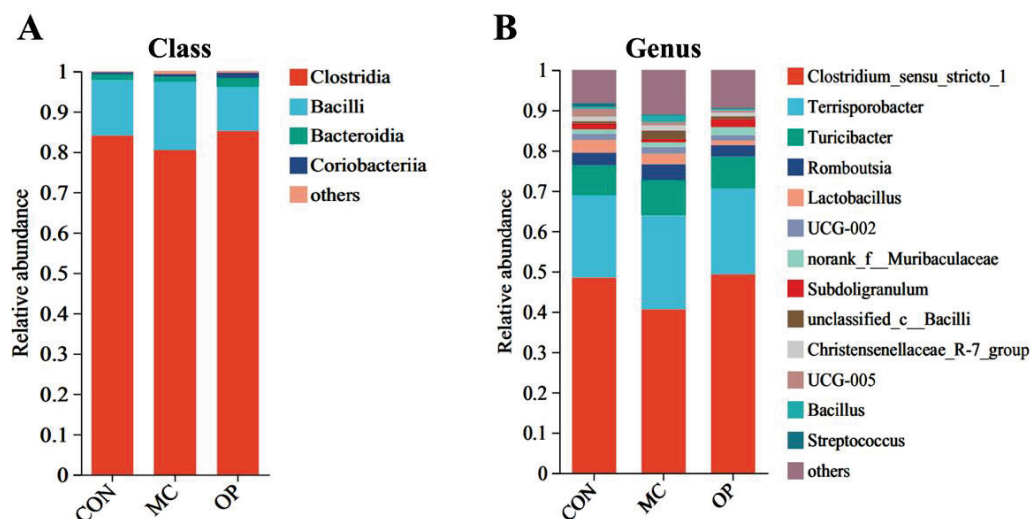 A
Class
Relative abundance
1
0.9
0.8
0.7
0.6
0.5
0.4
0.3
0.2
0.1
0
CON
MC
OP
Clostridia
Bacilli
Bacteroidia
Coriobacteriia
others
B
Genus
Relative abundance
1
0.9
0.8
0.7
0.6
0.5
0.4
0.3
0.2
0.1
0
CON
MC
OP
Clostridium_sensu_stricto_1
Terrisporobacter
Turicibacter
Romboutsia
Lactobacillus
UCG-002
norank_f__Muribaculaceae
Subdoligranulum
unclassified_c__Bacilli
Christensenellaceae_R-7_group
UCG-005
Bacillus
Streptococcus
others